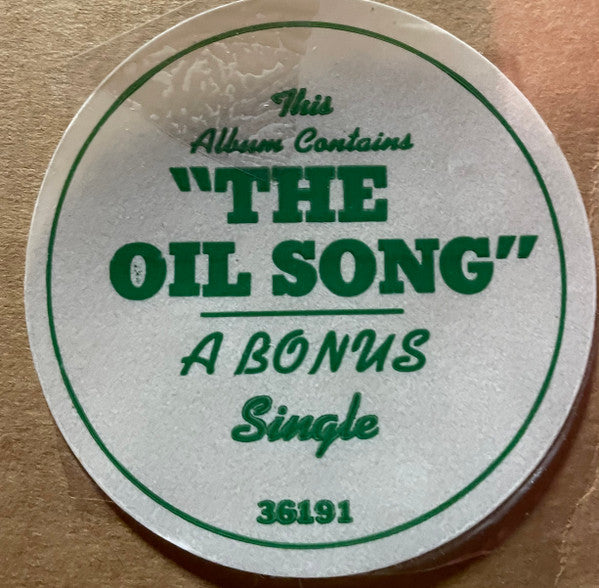 This
Album Contains
"THE
OIL SONG"
A BONUS
Single
36191